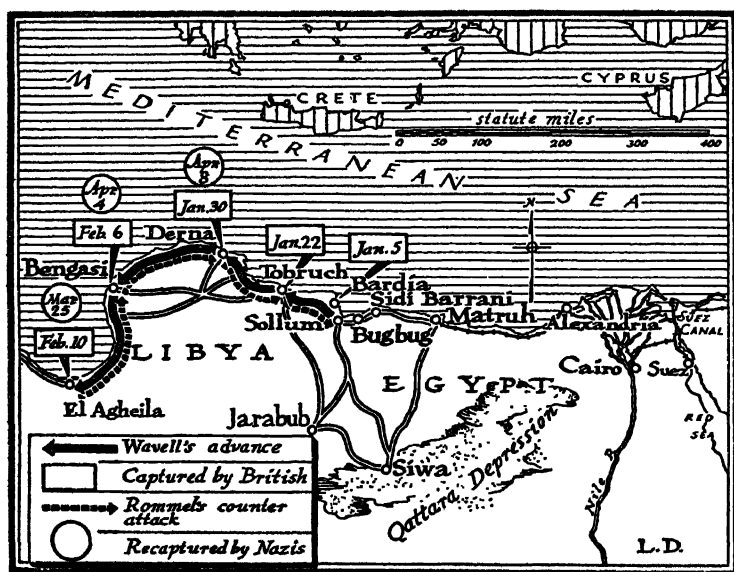 MEDITERRANEAN
SEA
CRETE
CYPRUS
statute miles
0 100 200 300 400
Apr 8
Apr 4
Jan. 30
Feb. 6
Derna
Jan. 22
Jan. 5
Bengasi
Tobruch
Bardia
Mar 25
Sidi Barrani
Sollum
Bugbug
Matruh
Alexandria
SUEZ CANAL
Feb. 10
LIBYA
EGYPT
Cairo
Suez
El Agheila
Jarabub
RED SEA
Siwa
Qattara Depression
Nile R.
Wavell's advance
Captured by British
Rommel's counter
attack
Recaptured by Nazis
L.D.